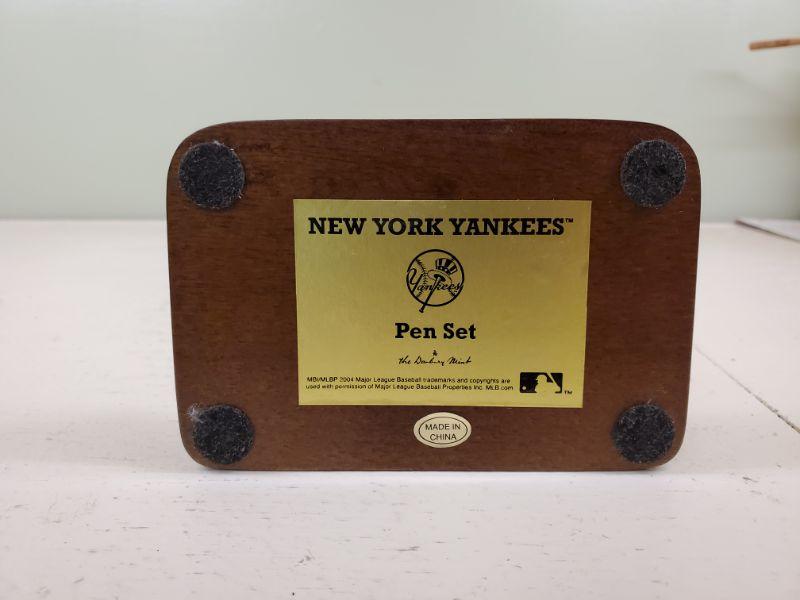 NEW YORK YANKEES™
Yankees
Pen Set
the Danbury Mint
MBI/MLBP 2004 Major League Baseball trademarks and copyrights are
used with permission of Major League Baseball Properties Inc. MLB.com
™
MADE IN
CHINA